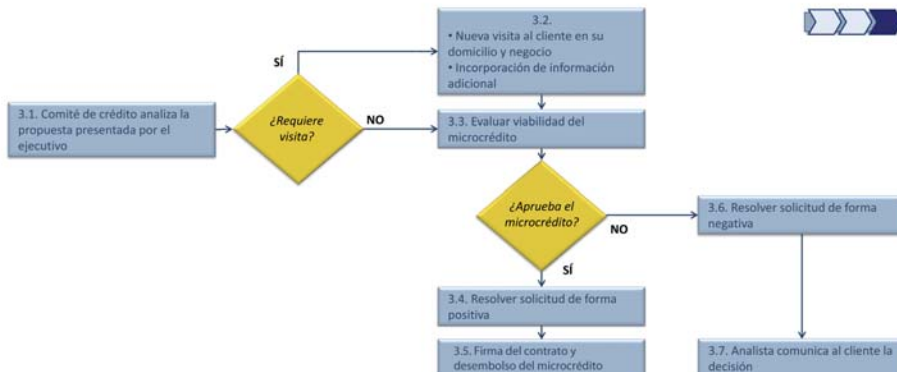 3.1. Comité de crédito analiza la
propuesta presentada por el
ejecutivo
¿Requiere
visita?
SÍ
NO
3.2.
• Nueva visita al cliente en su
domicilio y negocio
• Incorporación de información
adicional
3.3. Evaluar viabilidad del
microcrédito
¿Aprueba el
microcrédito?
NO
SÍ
3.6. Resolver solicitud de forma
negativa
3.4. Resolver solicitud de forma
positiva
3.5. Firma del contrato y
desembolso del microcrédito
3.7. Analista comunica al cliente la
decisión